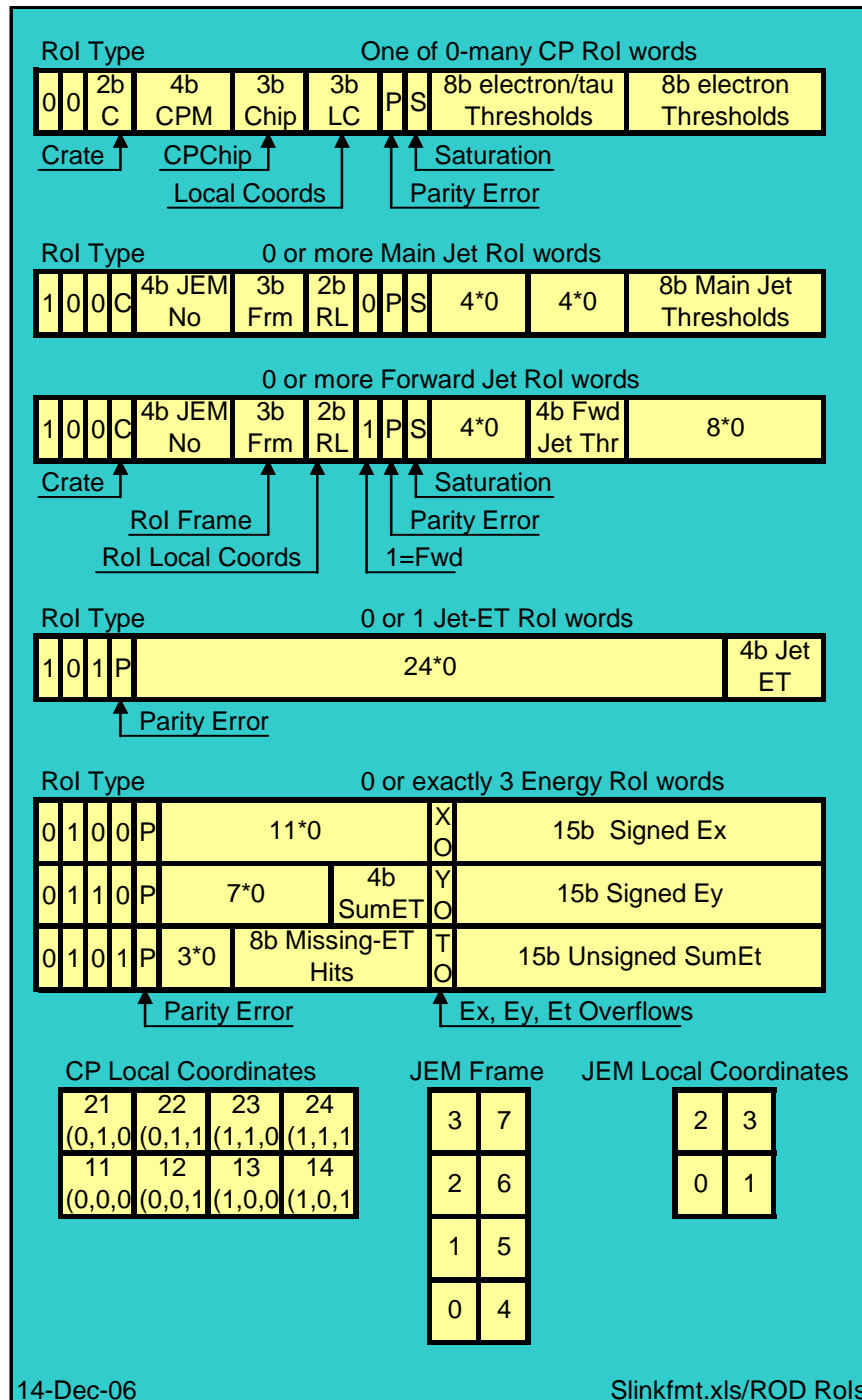 RoI Type One of 0-many CP RoI words
0 0 2b C 4b CPM 3b Chip 3b LC P S 8b electron/tau Thresholds 8b electron Thresholds
Crate CPChip Saturation
Local Coords Parity Error
RoI Type 0 or more Main Jet RoI words
1 0 0 C 4b JEM No 3b Frm 2b RL 0 P S 4*0 4*0 8b Main Jet Thresholds
0 or more Forward Jet RoI words
1 0 0 C 4b JEM No 3b Frm 2b RL 1 P S 4*0 4b Fwd Jet Thr 8*0
Crate Saturation
RoI Frame Parity Error
RoI Local Coords 1=Fwd
RoI Type 0 or 1 Jet-ET RoI words
1 0 1 P 24*0 4b Jet ET
Parity Error
RoI Type 0 or exactly 3 Energy RoI words
0 1 0 0 P 11*0 X O 15b Signed Ex
0 1 1 0 P 7*0 4b SumET Y O 15b Signed Ey
0 1 0 1 P 3*0 8b Missing-ET Hits T O 15b Unsigned SumEt
Parity Error Ex, Ey, Et Overflows
CP Local Coordinates JEM Frame JEM Local Coordinates
21 22 23 24
(0,1,0 (0,1,1 (1,1,0 (1,1,1
11 12 13 14
(0,0,0 (0,0,1 (1,0,0 (1,0,1
3 7
2 6
1 5
0 4
2 3
0 1
14-Dec-06 Slinkfmt.xls/ROD RoIs